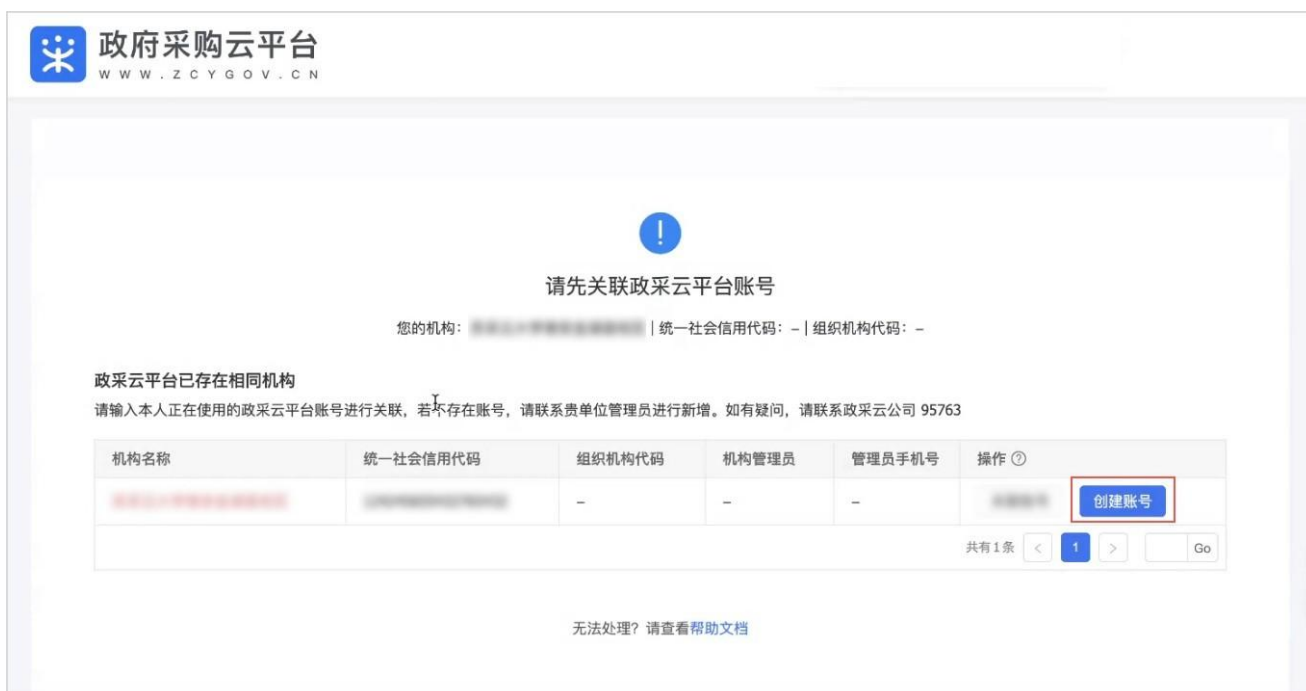 政府采购云平台
WWW.ZCYGOV.CN
请先关联政采云平台账号
您的机构： | 统一社会信用代码：– | 组织机构代码：–
政采云平台已存在相同机构
请输入本人正在使用的政采云平台账号进行关联，若不存在账号，请联系贵单位管理员进行新增。如有疑问，请联系政采云公司 95763
机构名称 统一社会信用代码 组织机构代码 机构管理员 管理员手机号 操作 ?
– – – 创建账号
共有1条 < 1 > Go
无法处理？请查看帮助文档